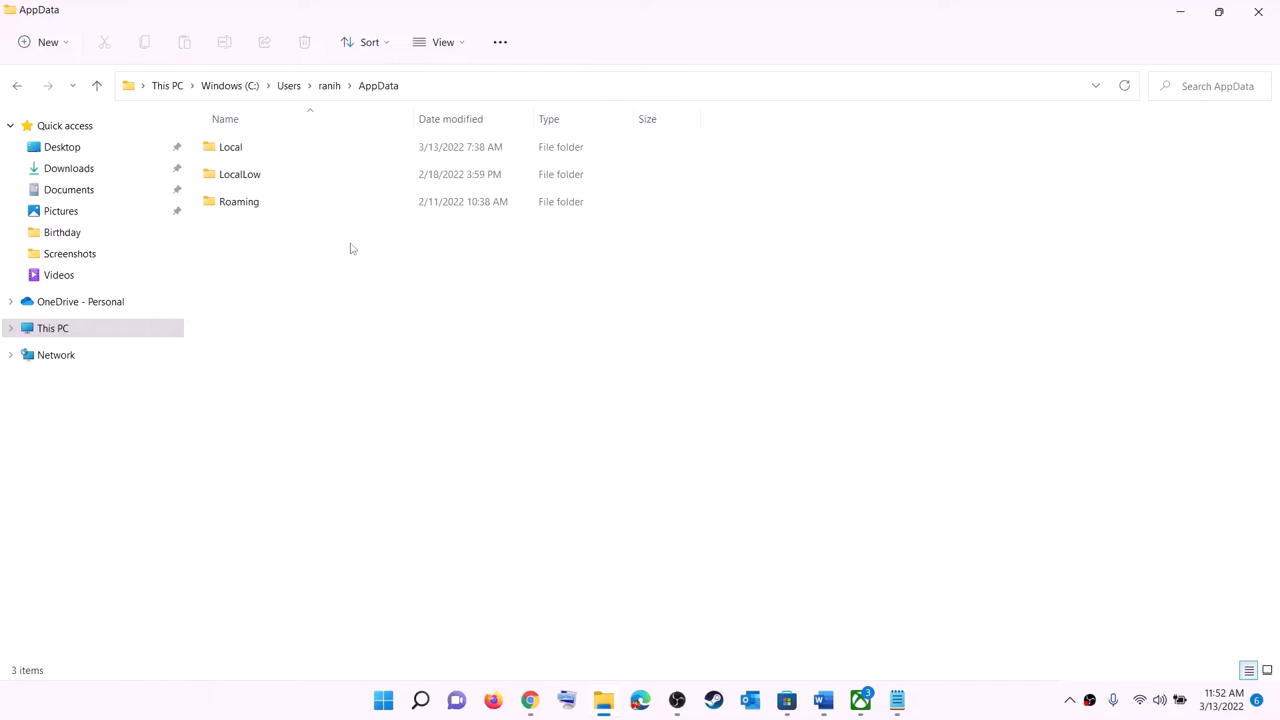 AppData
New
Sort
View
This PC
Windows (C:)
Users
ranih
AppData
Search AppData
Name
Date modified
Type
Size
Quick access
Desktop
Downloads
Documents
Pictures
Birthday
Screenshots
Videos
OneDrive - Personal
This PC
Network
Local 3/13/2022 7:38 AM File folder
LocalLow 2/18/2022 3:59 PM File folder
Roaming 2/11/2022 10:38 AM File folder
3 items
3
11:52 AM
3/13/2022
6